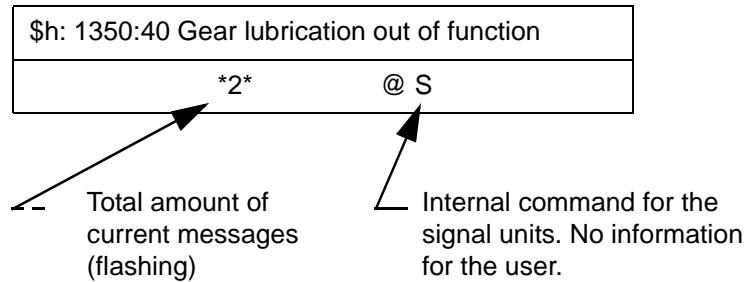 $h: 1350:40 Gear lubrication out of function
*2* @ S
Total amount of
current messages
(flashing)
Internal command for the
signal units. No information
for the user.